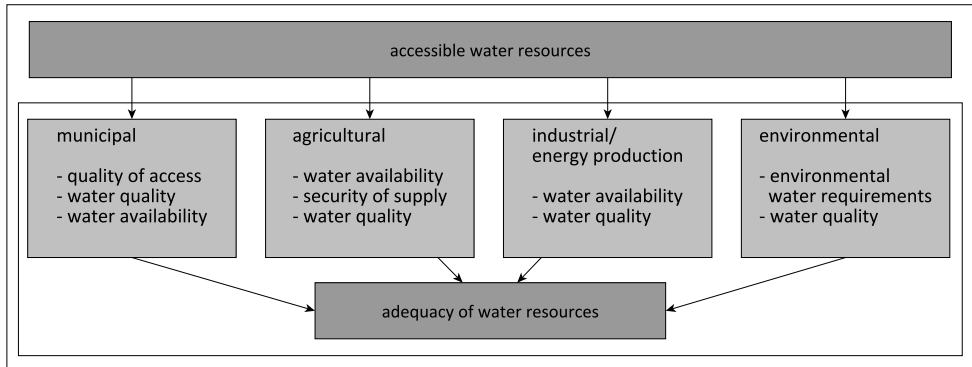 accessible water resources
municipal
- quality of access
- water quality
- water availability
agricultural
- water availability
- security of supply
- water quality
industrial/
energy production
- water availability
- water quality
environmental
- environmental
water requirements
- water quality
adequacy of water resources